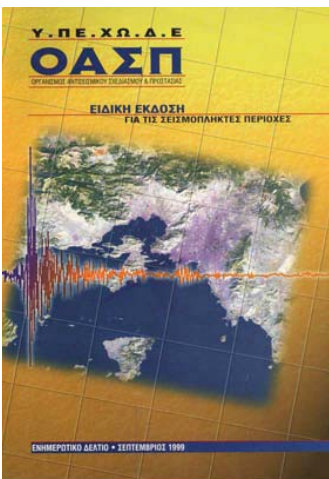 Υ.ΠΕ.ΧΩ.Δ.Ε
ΟΑΣΠ
ΟΡΓΑΝΙΣΜΟΣ ΑΝΤΙΣΕΙΣΜΙΚΟΥ ΣΧΕΔΙΑΣΜΟΥ & ΠΡΟΣΤΑΣΙΑΣ
ΕΙΔΙΚΗ ΕΚΔΟΣΗ
ΓΙΑ ΤΙΣ ΣΕΙΣΜΟΠΛΗΚΤΕΣ ΠΕΡΙΟΧΕΣ
ΕΝΗΜΕΡΩΤΙΚΟ ΔΕΛΤΙΟ • ΣΕΠΤΕΜΒΡΙΟΣ 1999